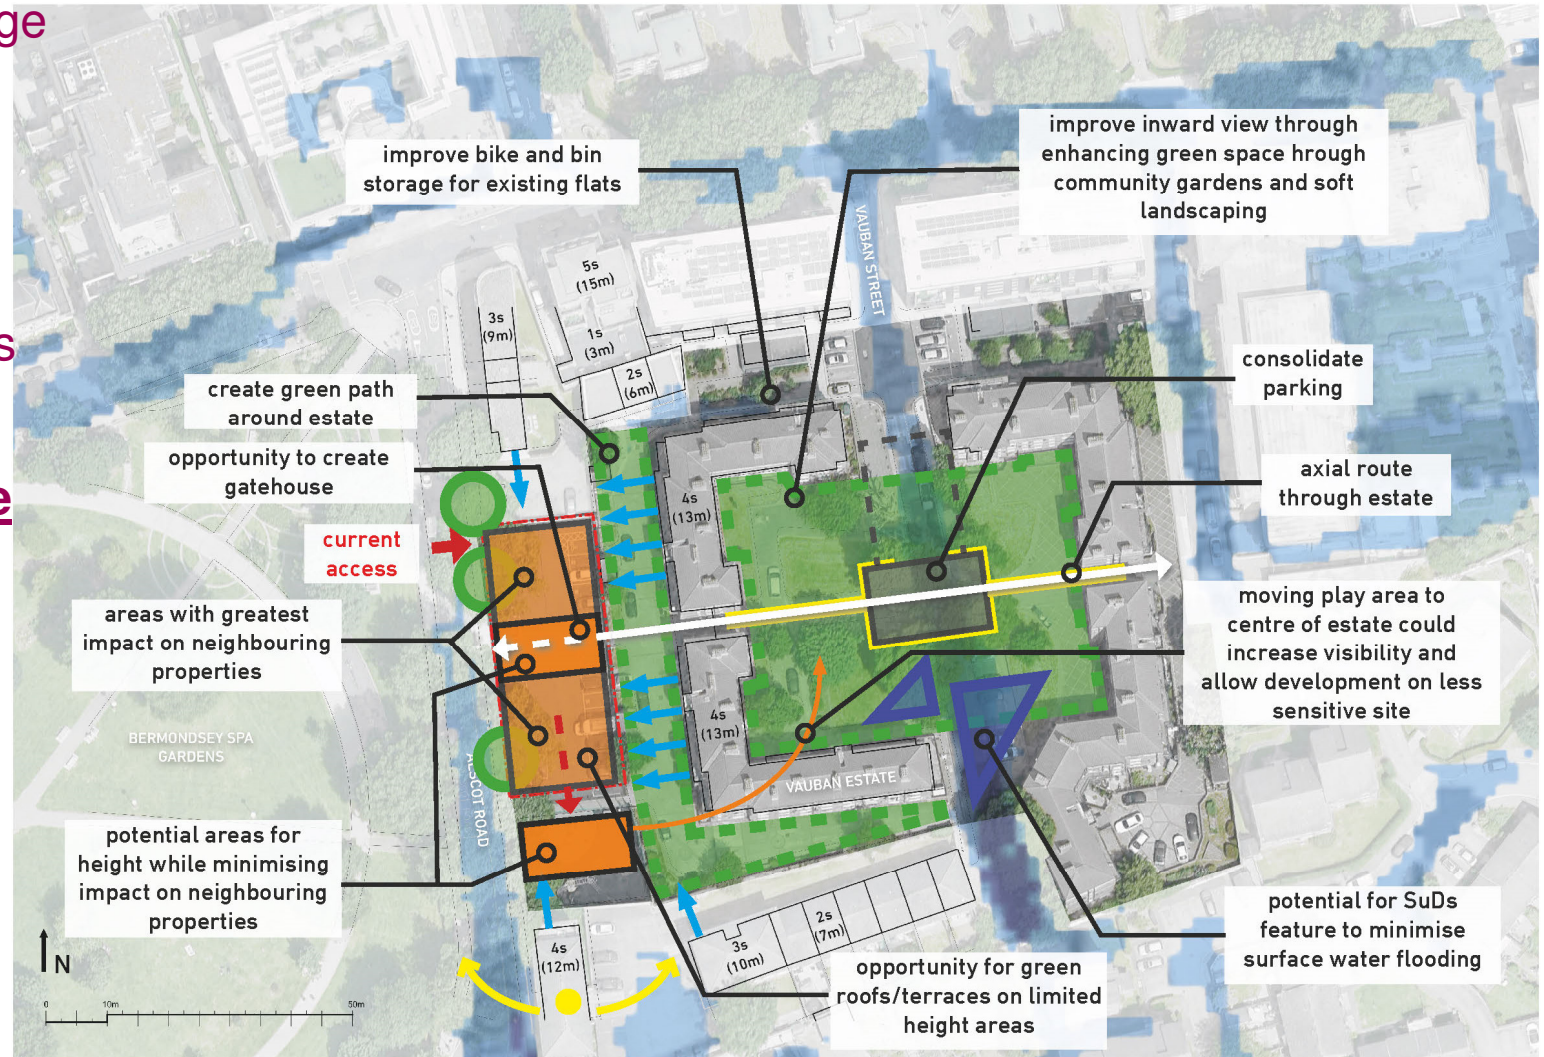 ge
s
e
improve bike and bin
storage for existing flats
improve inward view through
enhancing green space hrough
community gardens and soft
landscaping
VAUBAN STREET
5s
(15m)
3s
(9m)
1s
(3m)
2s
(6m)
consolidate
parking
create green path
around estate
opportunity to create
gatehouse
axial route
through estate
4s
(13m)
current
access
areas with greatest
impact on neighbouring
properties
moving play area to
centre of estate could
increase visibility and
allow development on less
sensitive site
4s
(13m)
BERMONDSEY SPA
GARDENS
VAUBAN ESTATE
ALSCOT ROAD
potential areas for
height while minimising
impact on neighbouring
properties
2s
(7m)
3s
(10m)
4s
(12m)
potential for SuDs
feature to minimise
surface water flooding
opportunity for green
roofs/terraces on limited
height areas
N
0 10m 50m